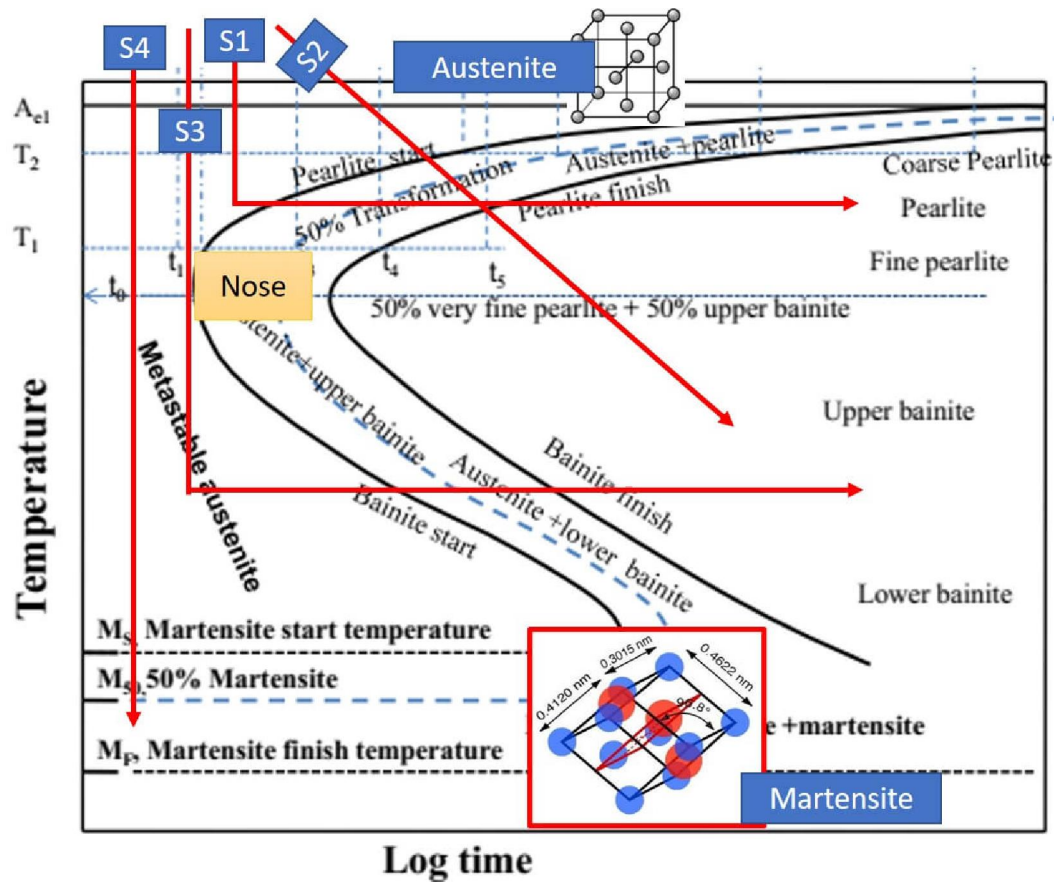 S4
S1
S2
Austenite
S3
Ae1
T2
T1
t1
t4
t5
t0
Pearlite start
50% Transformation
Austenite +pearlite
Pearlite finish
Coarse Pearlite
Pearlite
Fine pearlite
Nose
50% very fine pearlite + 50% upper bainite
Metastable austenite
stenite+upper bainite
Upper bainite
Bainite start
Austenite +lower bainite
Bainite finish
Lower bainite
MS, Martensite start temperature
M50, 50% Martensite
MF, Martensite finish temperature
0.4120 nm
0.3015 nm
0.4622 nm
e +martensite
Martensite
Temperature
Log time